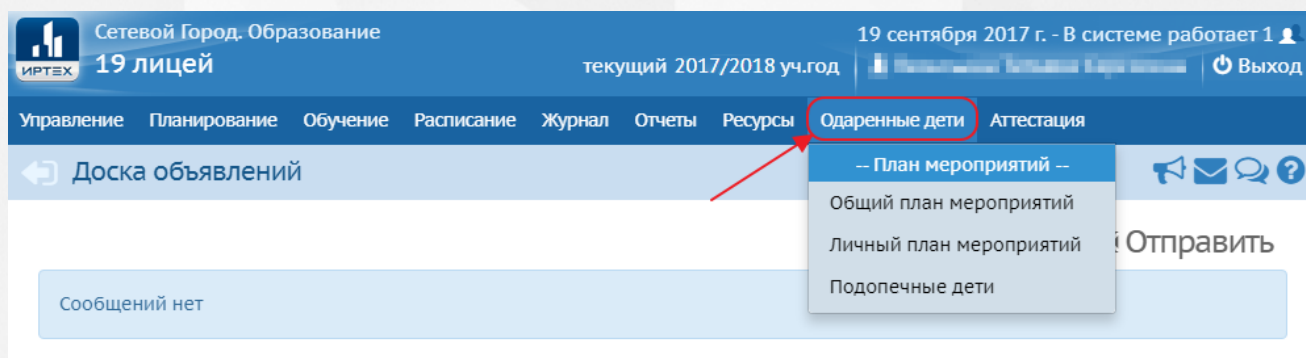 Сетевой Город. Образование
19 сентября 2017 г. - В системе работает 1
ИРТЕХ
19 лицей
текущий 2017/2018 уч.год
Выход
Управление Планирование Обучение Расписание Журнал Отчеты Ресурсы Одаренные дети Аттестация
Доска объявлений
-- План мероприятий --
Общий план мероприятий
Личный план мероприятий
Отправить
Подопечные дети
Сообщений нет